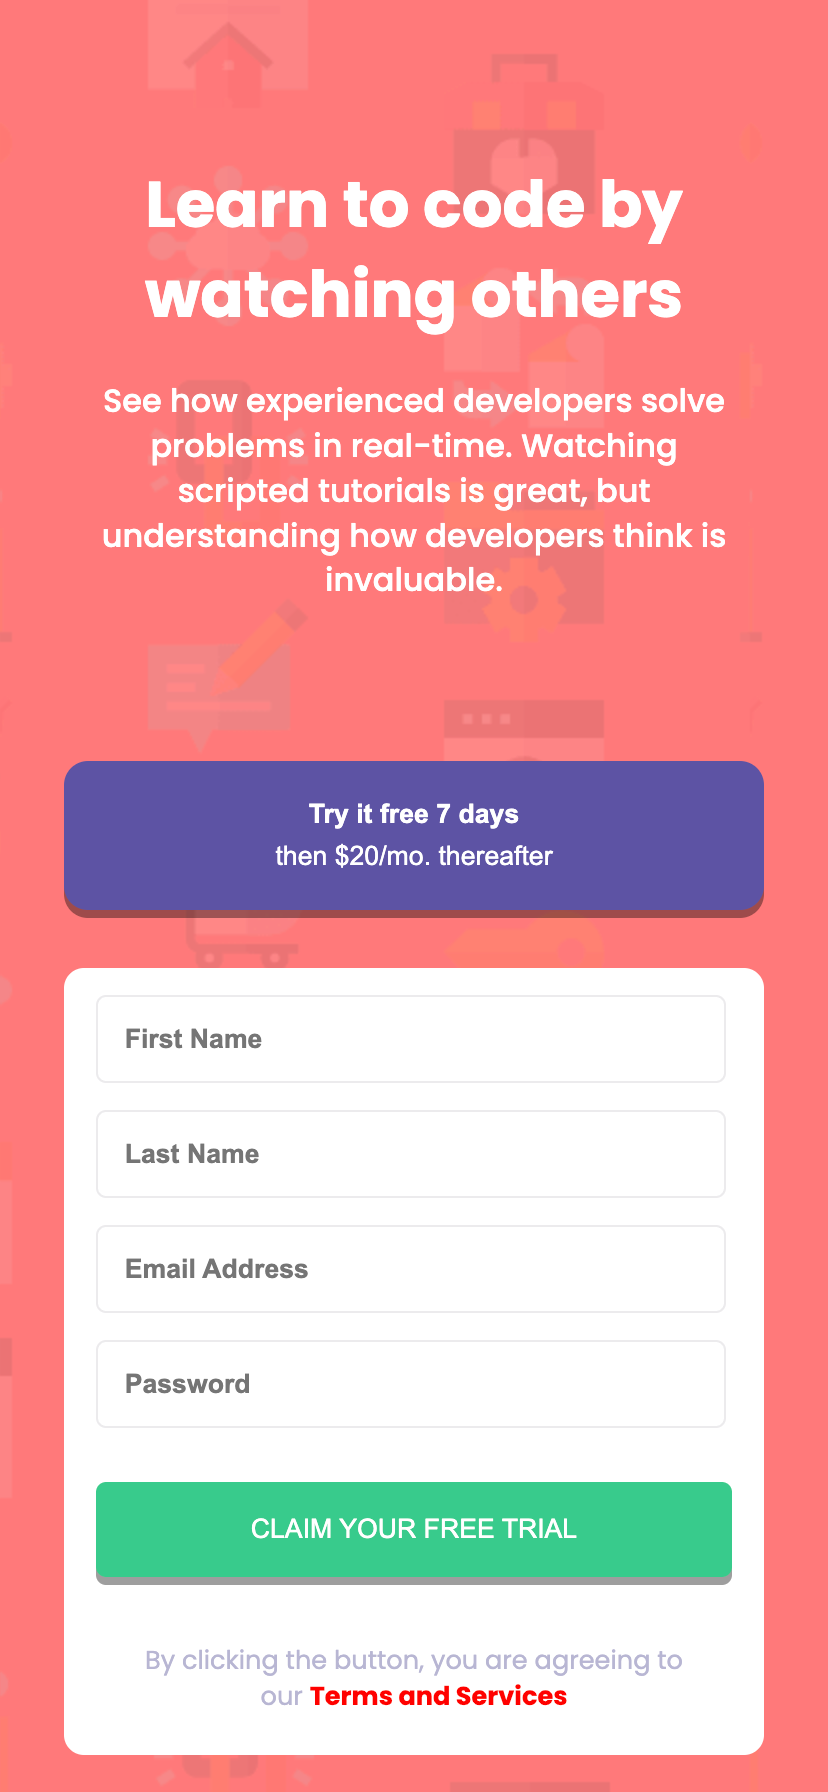 Learn to code by
watching others
See how experienced developers solve
problems in real-time. Watching
scripted tutorials is great, but
understanding how developers think is
invaluable.
Try it free 7 days
then $20/mo. thereafter
First Name
Last Name
Email Address
Password
CLAIM YOUR FREE TRIAL
By clicking the button, you are agreeing to
our Terms and Services